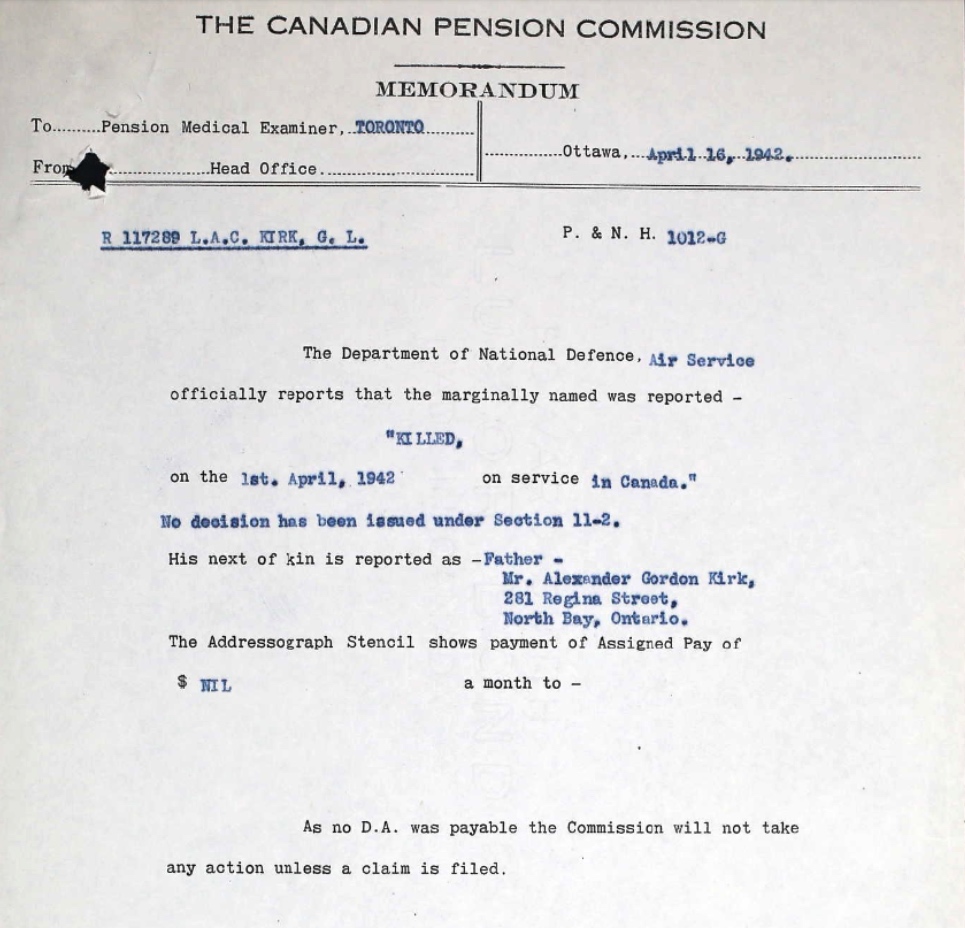 THE CANADIAN PENSION COMMISSION
MEMORANDUM
To..........Pension Medical Examiner, TORONTO..........
..............Ottawa,...April 16, 1942...................
From ..............Head Office.........................
R 117289 L.A.C. KIRK, G. L.
P. & N. H. 1012-G
The Department of National Defence, Air Service
officially reports that the marginally named was reported -
"KILLED,
on the 1st. April, 1942 on service in Canada."
No decision has been issued under Section 11-2.
His next of kin is reported as -Father -
Mr. Alexander Gordon Kirk,
281 Regina Street,
North Bay, Ontario.
The Addressograph Stencil shows payment of Assigned Pay of
$ NIL a month to -
As no D.A. was payable the Commission will not take
any action unless a claim is filed.